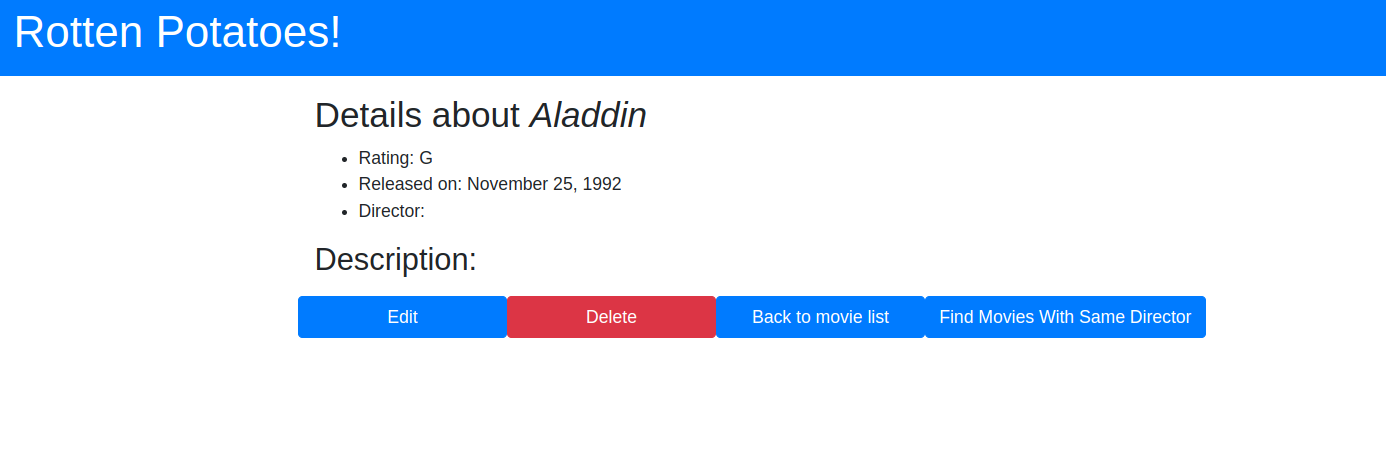 Rotten Potatoes!
Details about Aladdin
Rating: G
Released on: November 25, 1992
Director:
Description:
Edit Delete Back to movie list Find Movies With Same Director